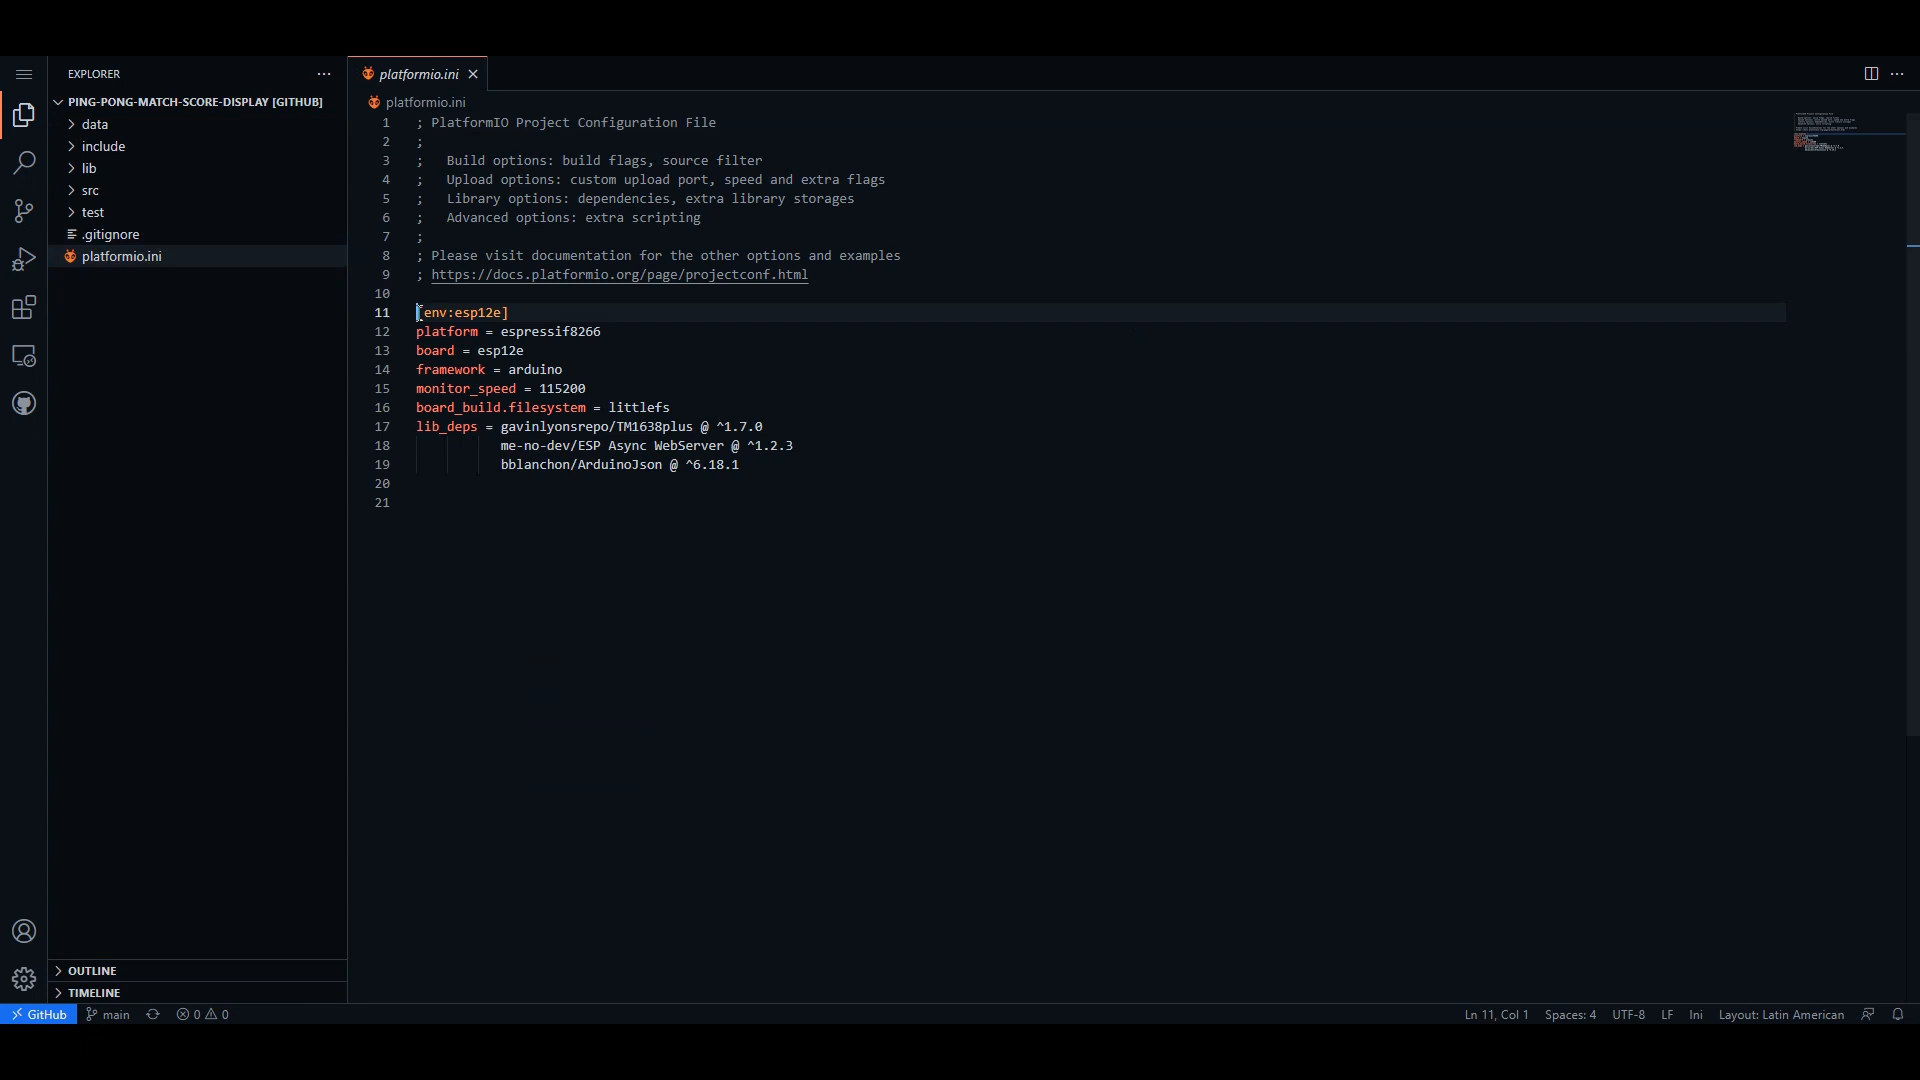 EXPLORER
PING-PONG-MATCH-SCORE-DISPLAY [GITHUB]
data
include
lib
src
test
.gitignore
platformio.ini
OUTLINE
TIMELINE
platformio.ini
platformio.ini
1 ; PlatformIO Project Configuration File
2 ;
3 ;   Build options: build flags, source filter
4 ;   Upload options: custom upload port, speed and extra flags
5 ;   Library options: dependencies, extra library storages
6 ;   Advanced options: extra scripting
7 ;
8 ; Please visit documentation for the other options and examples
9 ; https://docs.platformio.org/page/projectconf.html
10
11 [env:esp12e]
12 platform = espressif8266
13 board = esp12e
14 framework = arduino
15 monitor_speed = 115200
16 board_build.filesystem = littlefs
17 lib_deps = gavinlyonsrepo/TM1638plus @ ^1.7.0
18            me-no-dev/ESP Async WebServer @ ^1.2.3
19            bblanchon/ArduinoJson @ ^6.18.1
20
21
GitHub main 0 0 Ln 11, Col 1 Spaces: 4 UTF-8 LF Ini Layout: Latin American